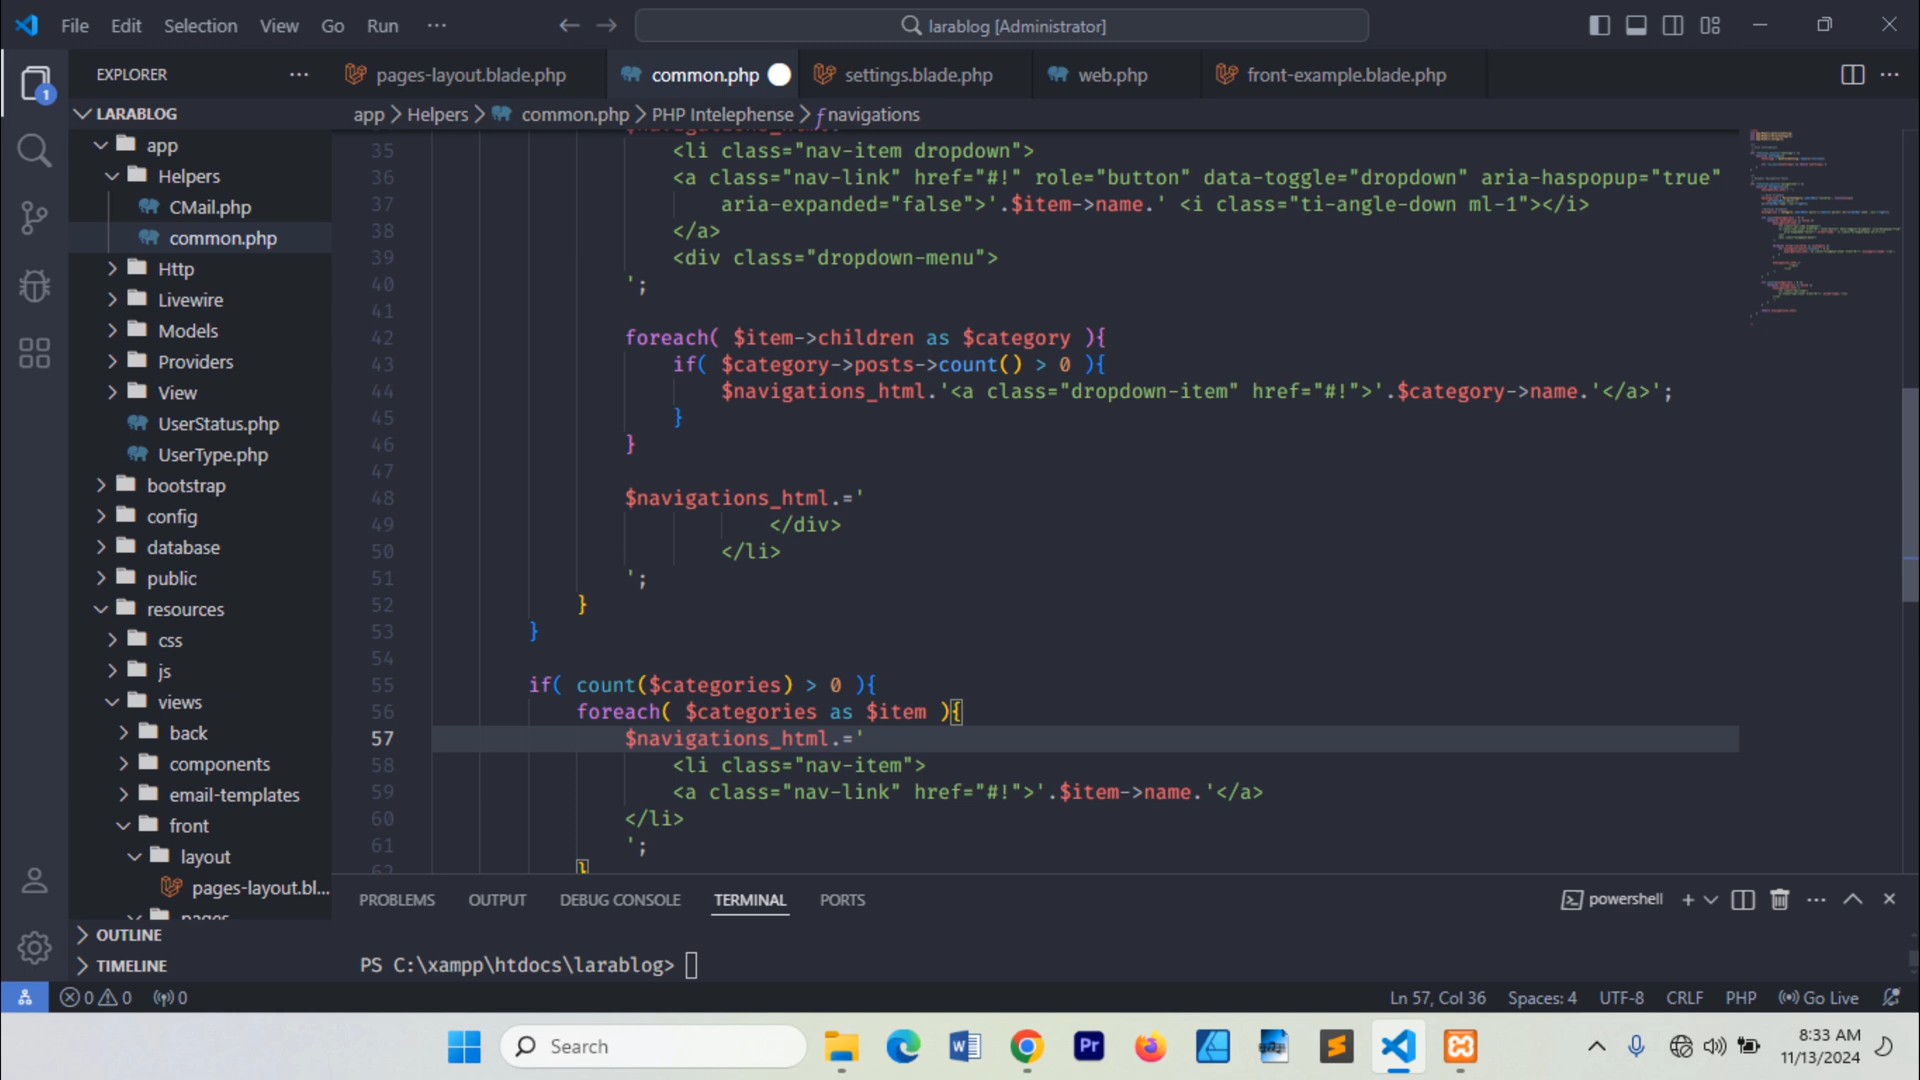 File Edit Selection View Go Run ···
larablog [Administrator]
EXPLORER ···
pages-layout.blade.php common.php settings.blade.php web.php front-example.blade.php
LARABLOG
app > Helpers > common.php > PHP Intelephense > navigations
app
Helpers
CMail.php
common.php
Http
Livewire
Models
Providers
View
UserStatus.php
UserType.php
bootstrap
config
database
public
resources
css
js
views
back
components
email-templates
front
layout
pages-layout.bl...
pages
OUTLINE
TIMELINE
35 <li class="nav-item dropdown">
36 <a class="nav-link" href="#!" role="button" data-toggle="dropdown" aria-haspopup="true"
37 aria-expanded="false">'.$item->name.' <i class="ti-angle-down ml-1"></i>
38 </a>
39 <div class="dropdown-menu">
40 ';
41
42 foreach( $item->children as $category ){
43 if( $category->posts->count() > 0 ){
44 $navigations_html.'<a class="dropdown-item" href="#!">'.$category->name.'</a>';
45 }
46 }
47
48 $navigations_html.='
49 </div>
50 </li>
51 ';
52 }
53 }
54
55 if( count($categories) > 0 ){
56 foreach( $categories as $item ){
57 $navigations_html.='
58 <li class="nav-item">
59 <a class="nav-link" href="#!">'.$item->name.'</a>
60 </li>
61 ';
62 }
PROBLEMS OUTPUT DEBUG CONSOLE TERMINAL PORTS
powershell
PS C:\xampp\htdocs\larablog>
0 0 0
Ln 57, Col 36 Spaces: 4 UTF-8 CRLF PHP Go Live
Search
8:33 AM
11/13/2024